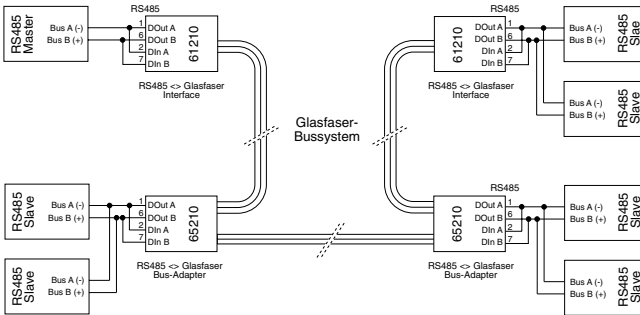 RS485
Master
Bus A (-)
Bus B (+)
RS485
1
6
2
7
DOut A
DOut B
DIn A
DIn B
61210
RS485 <> Glasfaser
Interface
RS485
61210
DOut A
DOut B
DIn A
DIn B
1
6
2
7
RS485 <> Glasfaser
Interface
Bus A (-)
Bus B (+)
RS485
Slae
Bus A (-)
Bus B (+)
RS485
Slave
Glasfaser-
Bussystem
RS485
Slave
Bus A (-)
Bus B (+)
RS485
Slave
Bus A (-)
Bus B (+)
1
6
2
7
DOut A
DOut B
DIn A
DIn B
65210
RS485 <> Glasfaser
Bus-Adapter
RS485
65210
DOut A
DOut B
DIn A
DIn B
1
6
2
7
RS485 <> Glasfaser
Bus-Adapter
Bus A (-)
Bus B (+)
RS485
Slave
Bus A (-)
Bus B (+)
RS485
Slave